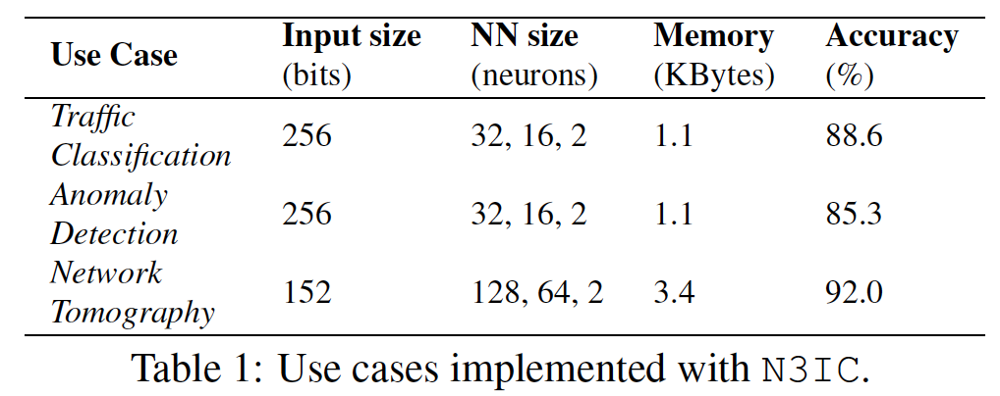 Use Case Input size (bits) NN size (neurons) Memory (KBytes) Accuracy (%)
Traffic Classification 256 32, 16, 2 1.1 88.6
Anomaly Detection 256 32, 16, 2 1.1 85.3
Network Tomography 152 128, 64, 2 3.4 92.0
Table 1: Use cases implemented with N3IC.